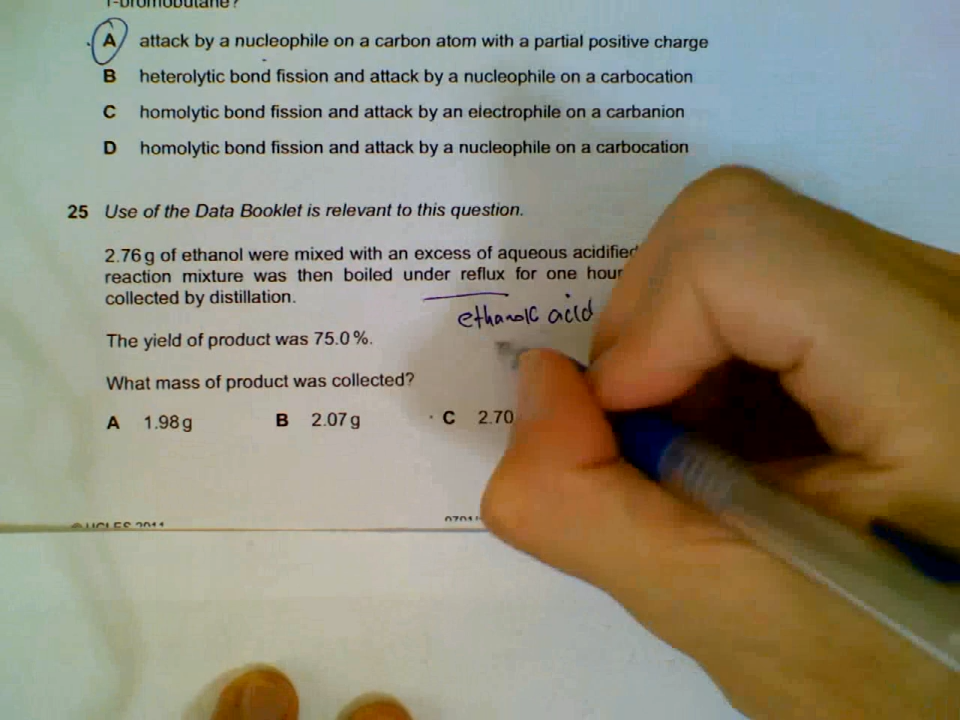 1-bromobutane?
A attack by a nucleophile on a carbon atom with a partial positive charge
B heterolytic bond fission and attack by a nucleophile on a carbocation
C homolytic bond fission and attack by an electrophile on a carbanion
D homolytic bond fission and attack by a nucleophile on a carbocation
25 Use of the Data Booklet is relevant to this question.
2.76 g of ethanol were mixed with an excess of aqueous acidified
reaction mixture was then boiled under reflux for one hour
collected by distillation.
ethanoic acid
The yield of product was 75.0 %.
What mass of product was collected?
A 1.98 g B 2.07 g C 2.70
© UCLES 2011